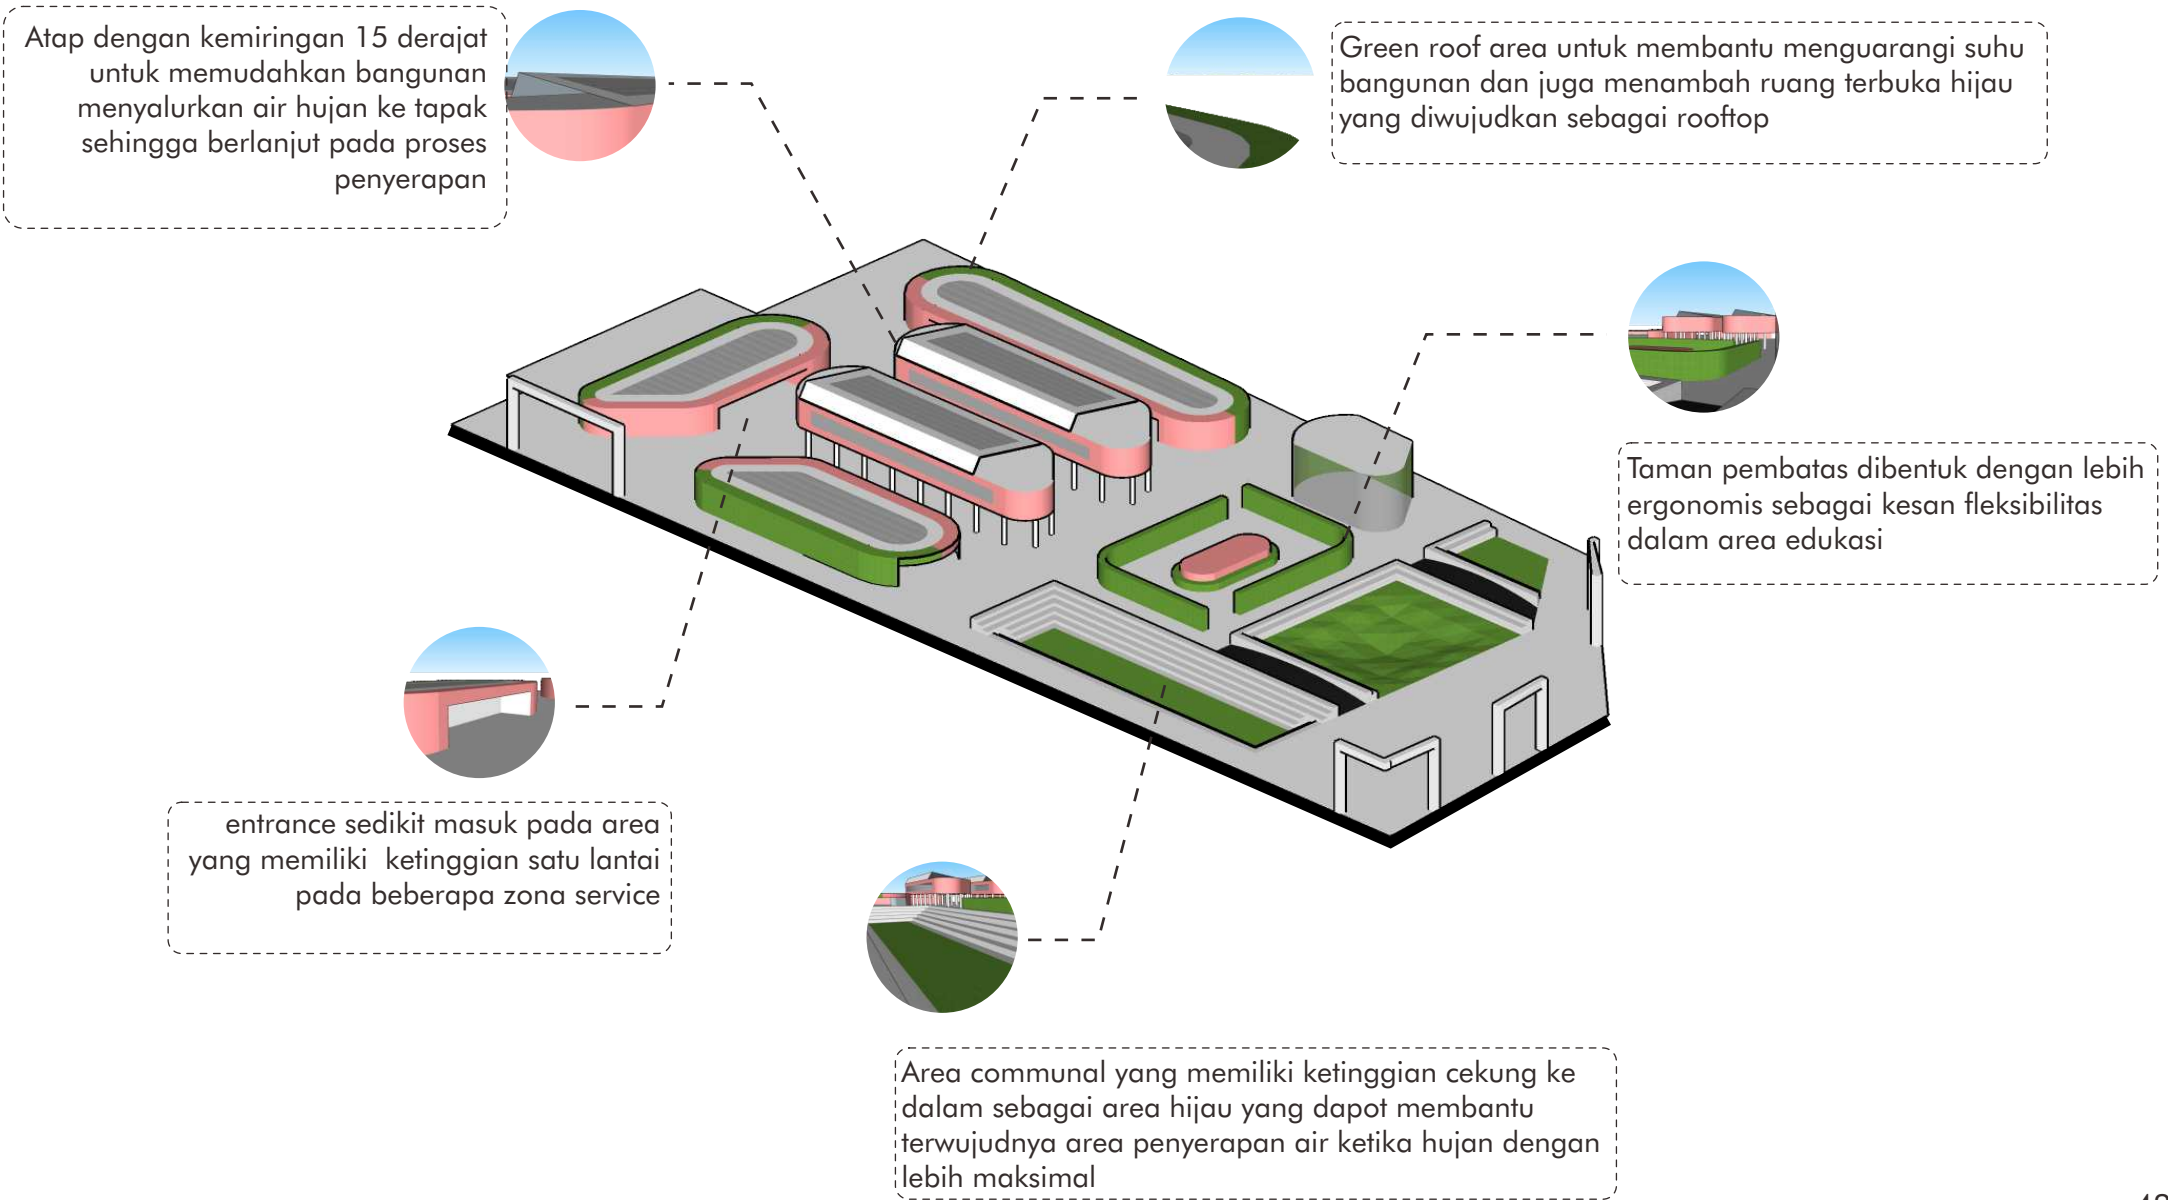 Atap dengan kemiringan 15 derajat
untuk memudahkan bangunan
menyalurkan air hujan ke tapak
sehingga berlanjut pada proses
penyerapan
Green roof area untuk membantu menguarangi suhu
bangunan dan juga menambah ruang terbuka hijau
yang diwujudkan sebagai rooftop
Taman pembatas dibentuk dengan lebih
ergonomis sebagai kesan fleksibilitas
dalam area edukasi
entrance sedikit masuk pada area
yang memiliki  ketinggian satu lantai
pada beberapa zona service
Area communal yang memiliki ketinggian cekung ke
dalam sebagai area hijau yang dapot membantu
terwujudnya area penyerapan air ketika hujan dengan
lebih maksimal